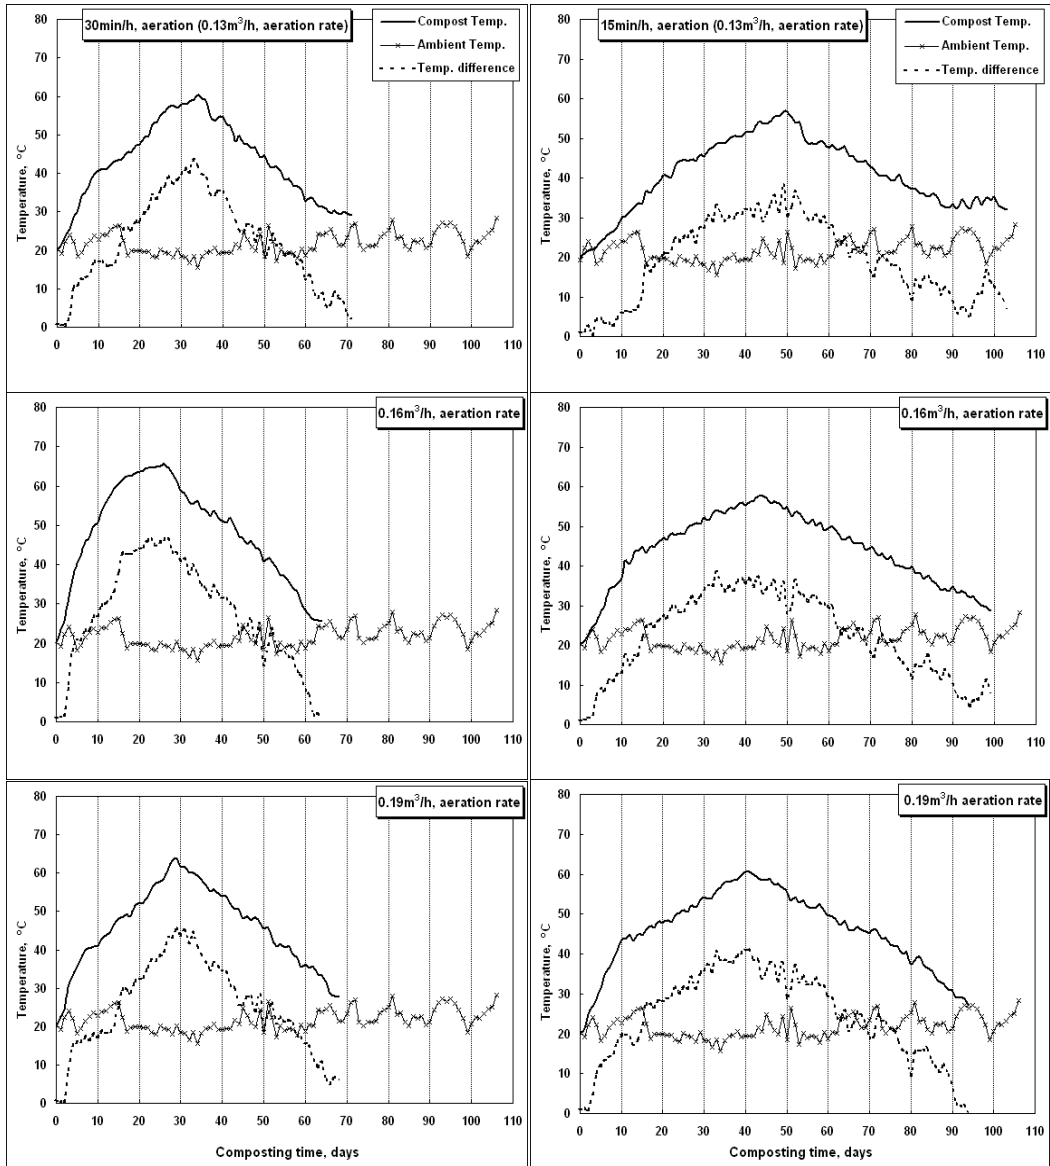 30min/h, aeration (0.13m³/h, aeration rate)
Compost Temp.
Ambient Temp.
Temp. difference
Temperature, °C
80
70
60
50
40
30
20
10
0
0 10 20 30 40 50 60 70 80 90 100 110
15min/h, aeration (0.13m³/h, aeration rate)
Compost Temp.
Ambient Temp.
Temp. difference
Temperature, °C
80
70
60
50
40
30
20
10
0
0 10 20 30 40 50 60 70 80 90 100 110
0.16m³/h, aeration rate
Temperature, °C
80
70
60
50
40
30
20
10
0
0 10 20 30 40 50 60 70 80 90 100 110
0.16m³/h, aeration rate
Temperature, °C
80
70
60
50
40
30
20
10
0
0 10 20 30 40 50 60 70 80 90 100 110
0.19m³/h, aeration rate
Temperature, °C
80
70
60
50
40
30
20
10
0
0 10 20 30 40 50 60 70 80 90 100 110
Composting time, days
0.19m³/h aeration rate
Temperature, °C
80
70
60
50
40
30
20
10
0
0 10 20 30 40 50 60 70 80 90 100 110
Composting time, days